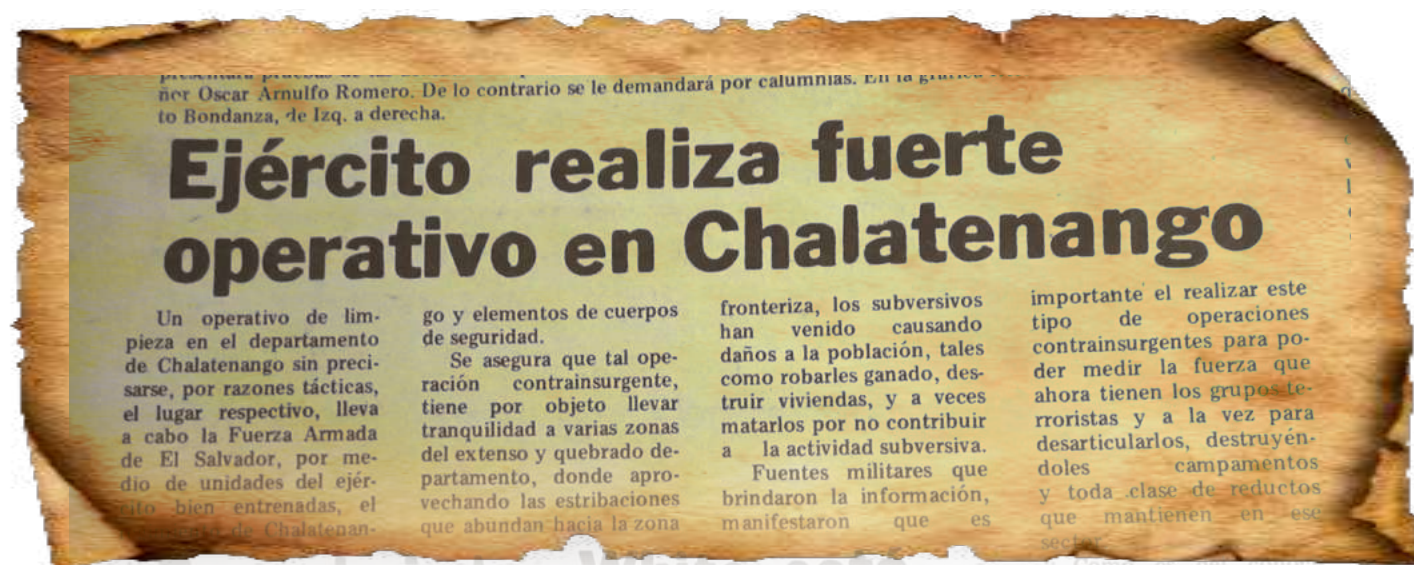 ñor Oscar Arnulfo Romero. De lo contrario se le demandará por calumnias. En la
to Bondanza, de Izq. a derecha.
Ejército realiza fuerte
operativo en Chalatenango
Un operativo de lim-
pieza en el departamento
de Chalatenango sin preci-
sarse, por razones tácticas,
el lugar respectivo, lleva
a cabo la Fuerza Armada
de El Salvador, por me-
dio de unidades del ejér-
cito bien entrenadas, el
de Chalatenan-
go y elementos de cuerpos
de seguridad.
Se asegura que tal ope-
ración contrainsurgente,
tiene por objeto llevar
tranquilidad a varias zonas
del extenso y quebrado de-
partamento, donde apro-
vechando las estribaciones
que abundan hacia la zona
fronteriza, los subversivos
han venido causando
daños a la población, tales
como robarles ganado, des-
truir viviendas, y a veces
matarlos por no contribuir
a la actividad subversiva.
Fuentes militares que
brindaron la información,
manifestaron que es
importante el realizar este
tipo de operaciones
contrainsurgentes para po-
der medir la fuerza que
ahora tienen los grupos te-
rroristas y a la vez para
desarticularlos, destruyén-
doles campamentos
y toda clase de reductos
que mantienen en ese
sector.